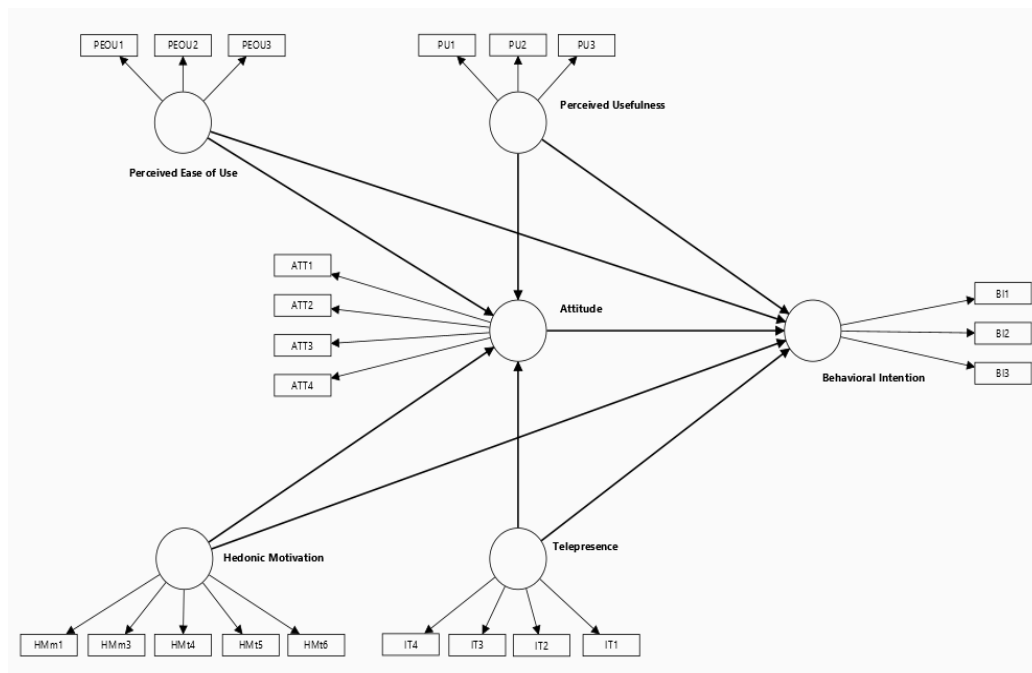 PEOU1 PEOU2 PEOU3
PU1 PU2 PU3
Perceived Usefulness
Perceived Ease of Use
ATT1
ATT2
ATT3
ATT4
Attitude
BI1
BI2
BI3
Behavioral Intention
Hedonic Motivation
Telepresence
HMm1 HMm3 HMt4 HMt5 HMt6
IT4 IT3 IT2 IT1